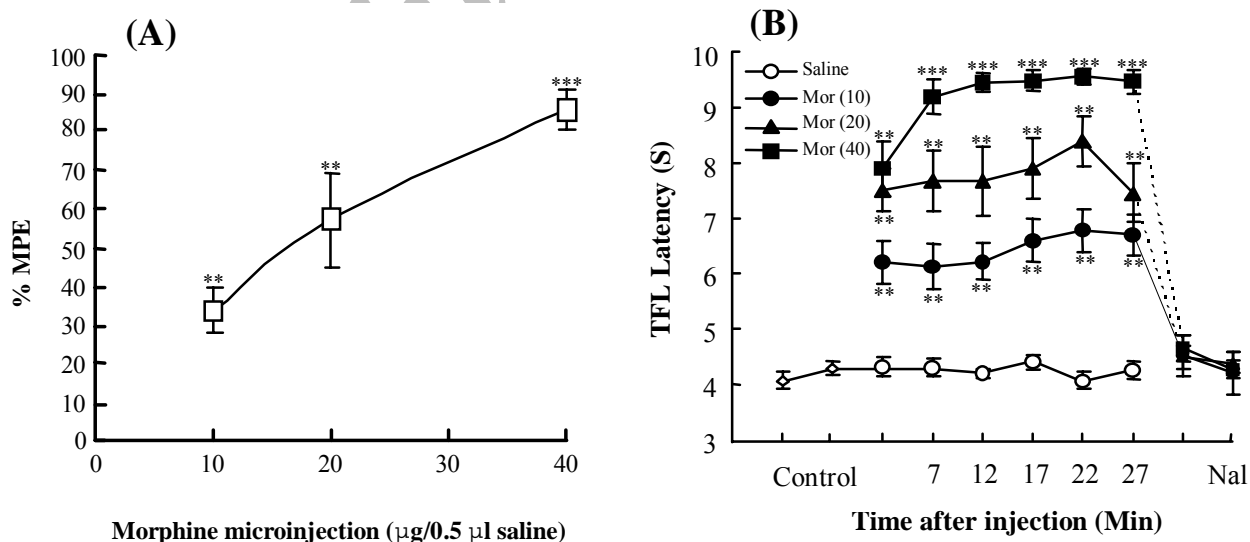 (A)
% MPE
100
90
80
70
60
50
40
30
20
10
0
**
**
***
0 10 20 30 40
Morphine microinjection (µg/0.5 µl saline)
(B)
TFL Latency (S)
10
9
8
7
6
5
4
3
Saline
Mor (10)
Mor (20)
Mor (40)
*** *** *** *** ***
** ** ** ** ** **
** ** ** ** ** **
Control 7 12 17 22 27 Nal
Time after injection (Min)